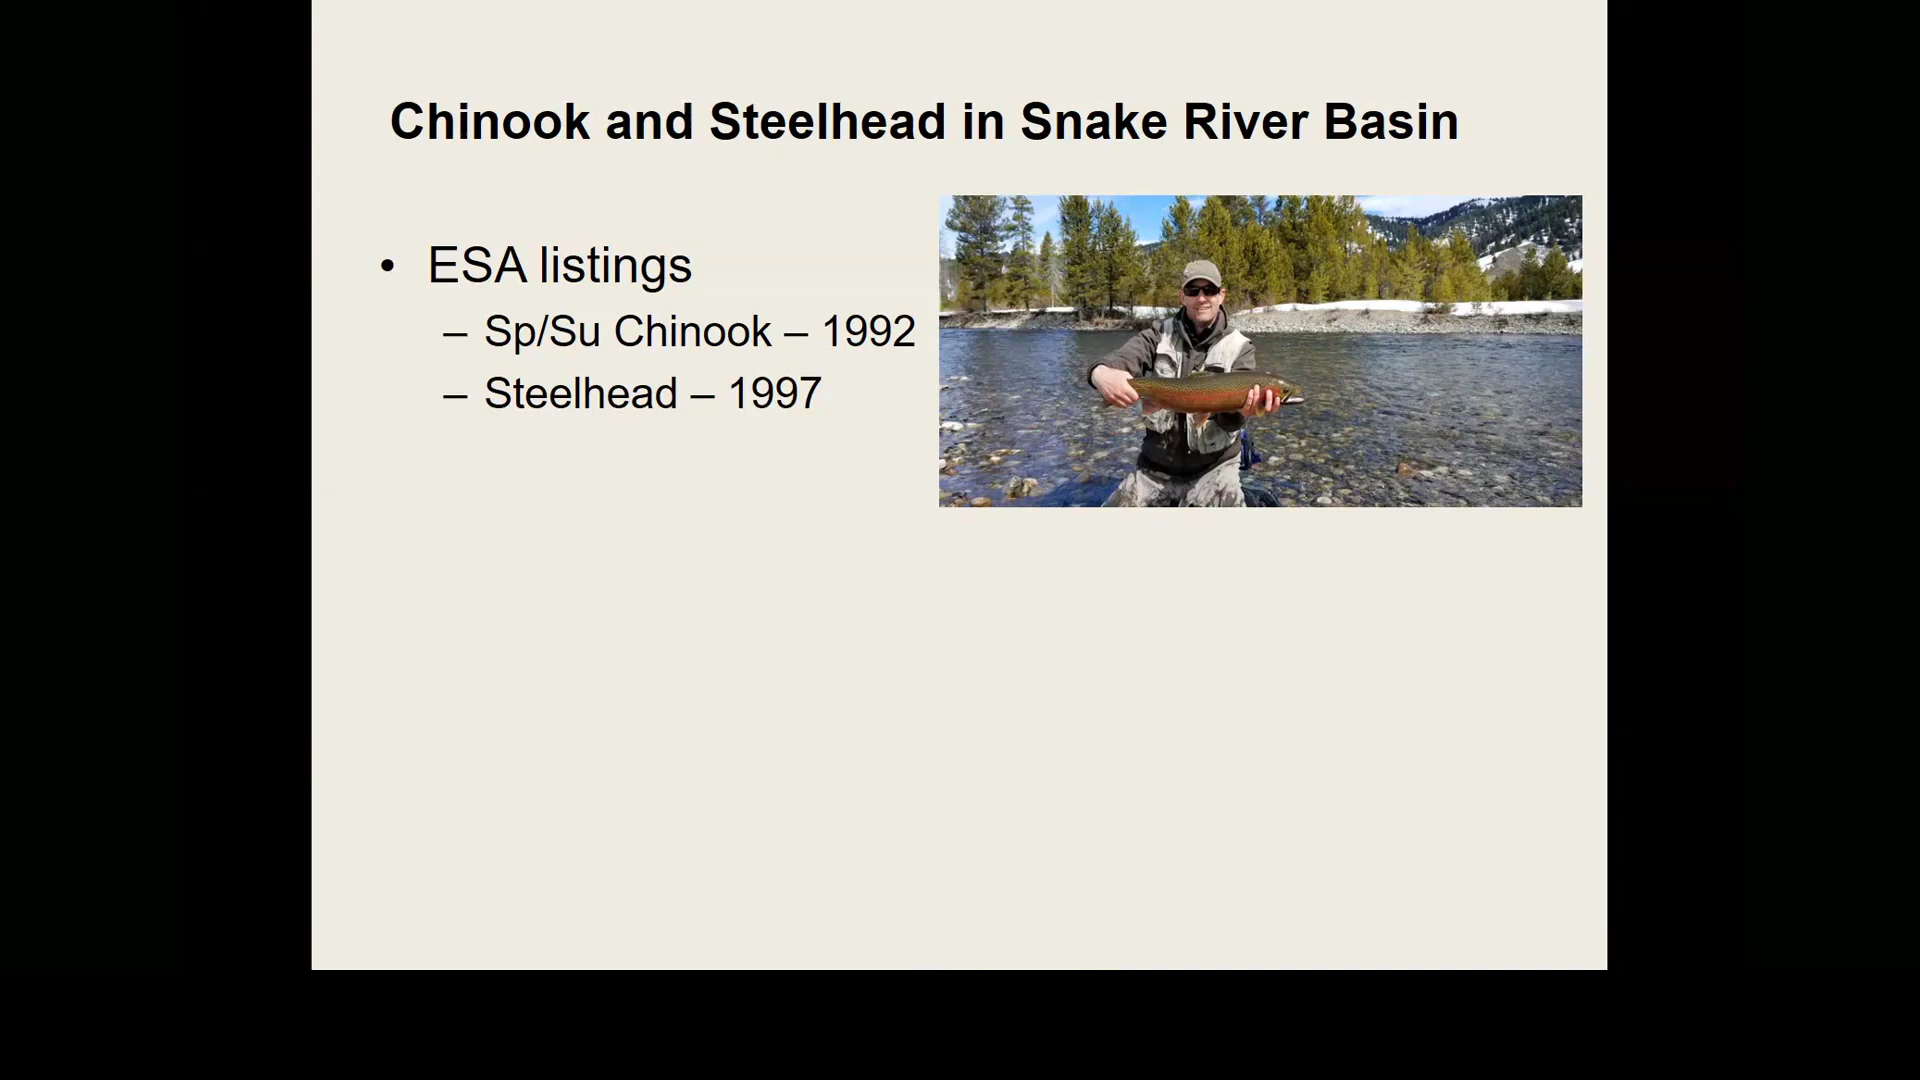 Chinook and Steelhead in Snake River Basin
• ESA listings
– Sp/Su Chinook – 1992
– Steelhead – 1997